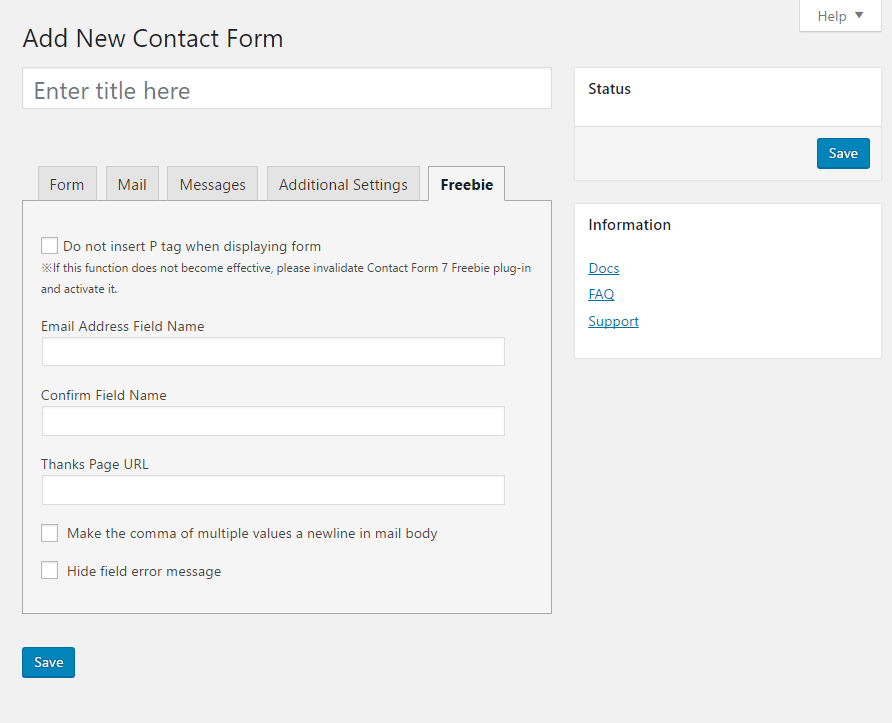 Help
Add New Contact Form
Enter title here
Form
Mail
Messages
Additional Settings
Freebie
Do not insert P tag when displaying form
※If this function does not become effective, please invalidate Contact Form 7 Freebie plug-in
and activate it.
Email Address Field Name
Confirm Field Name
Thanks Page URL
Make the comma of multiple values a newline in mail body
Hide field error message
Save
Status
Save
Information
Docs
FAQ
Support